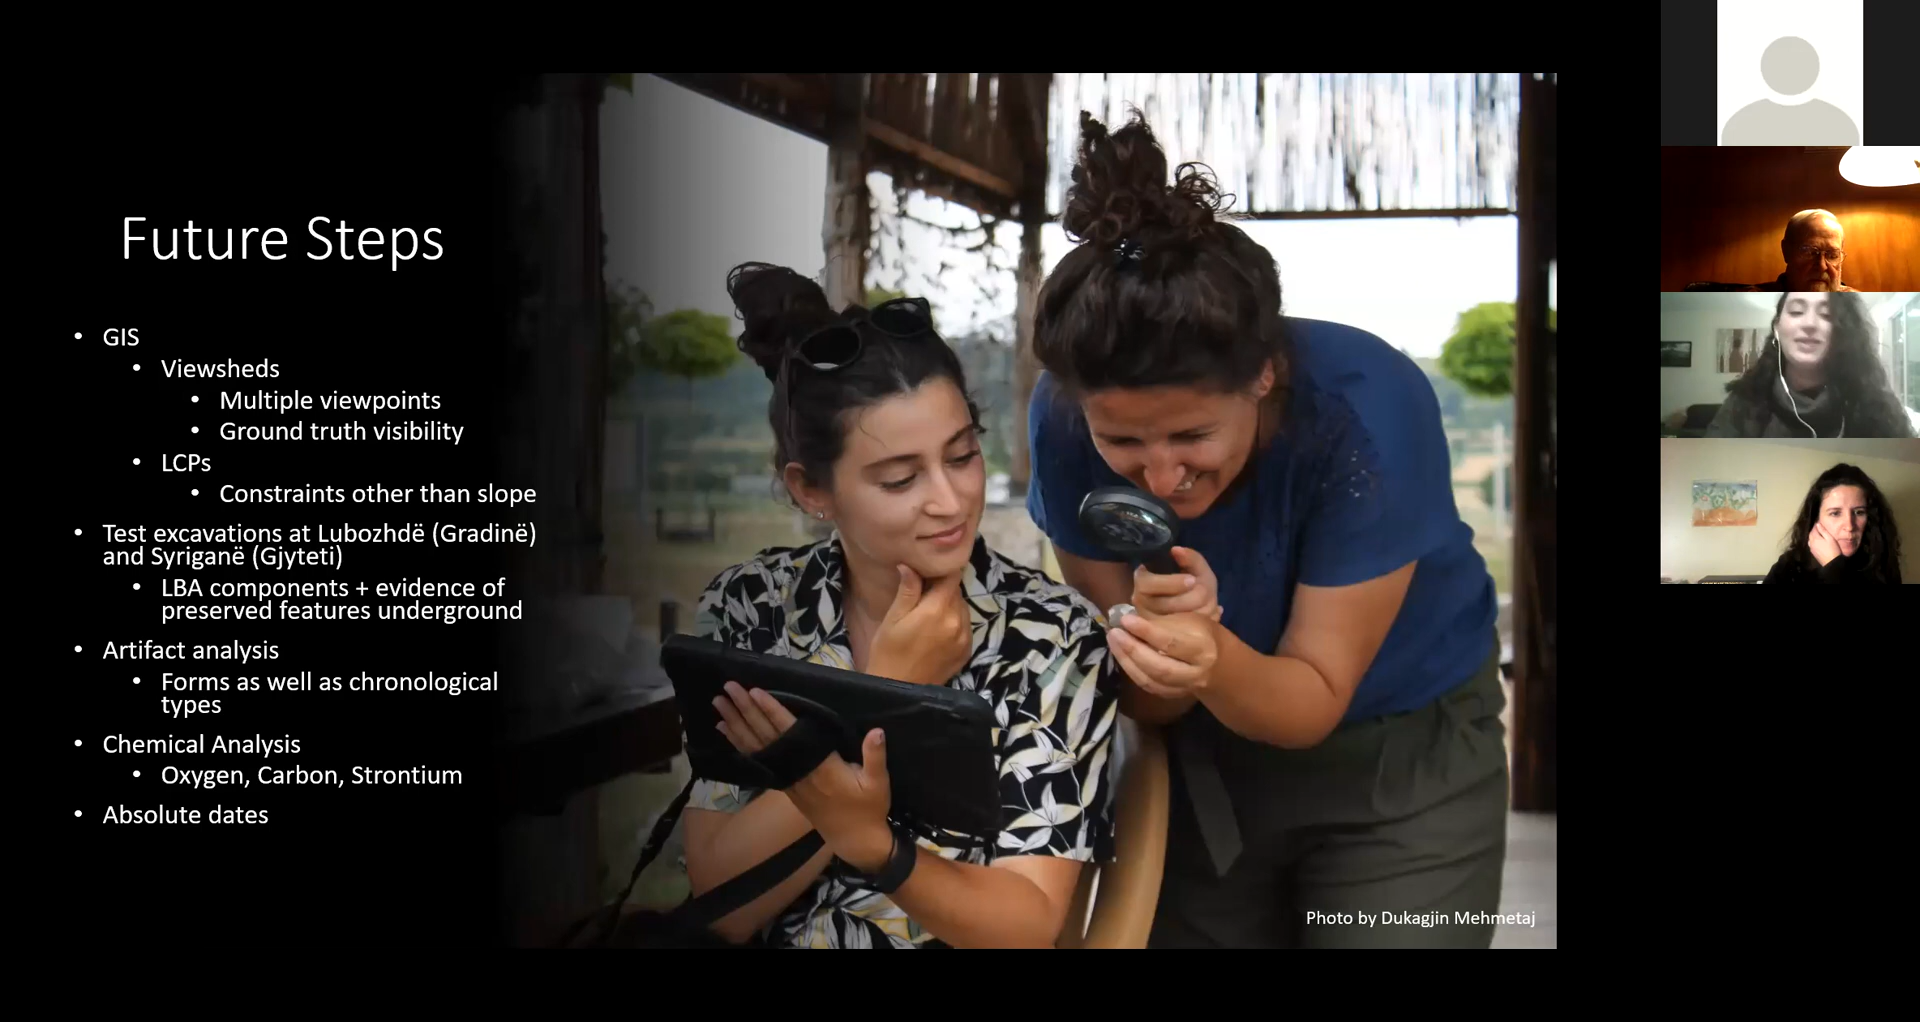 Future Steps
• GIS
• Viewsheds
• Multiple viewpoints
• Ground truth visibility
• LCPs
• Constraints other than slope
• Test excavations at Lubozhdë (Gradinë)
and Syriganë (Gjyteti)
• LBA components + evidence of
preserved features underground
• Artifact analysis
• Forms as well as chronological
types
• Chemical Analysis
• Oxygen, Carbon, Strontium
• Absolute dates
Photo by Dukagjin Mehmetaj